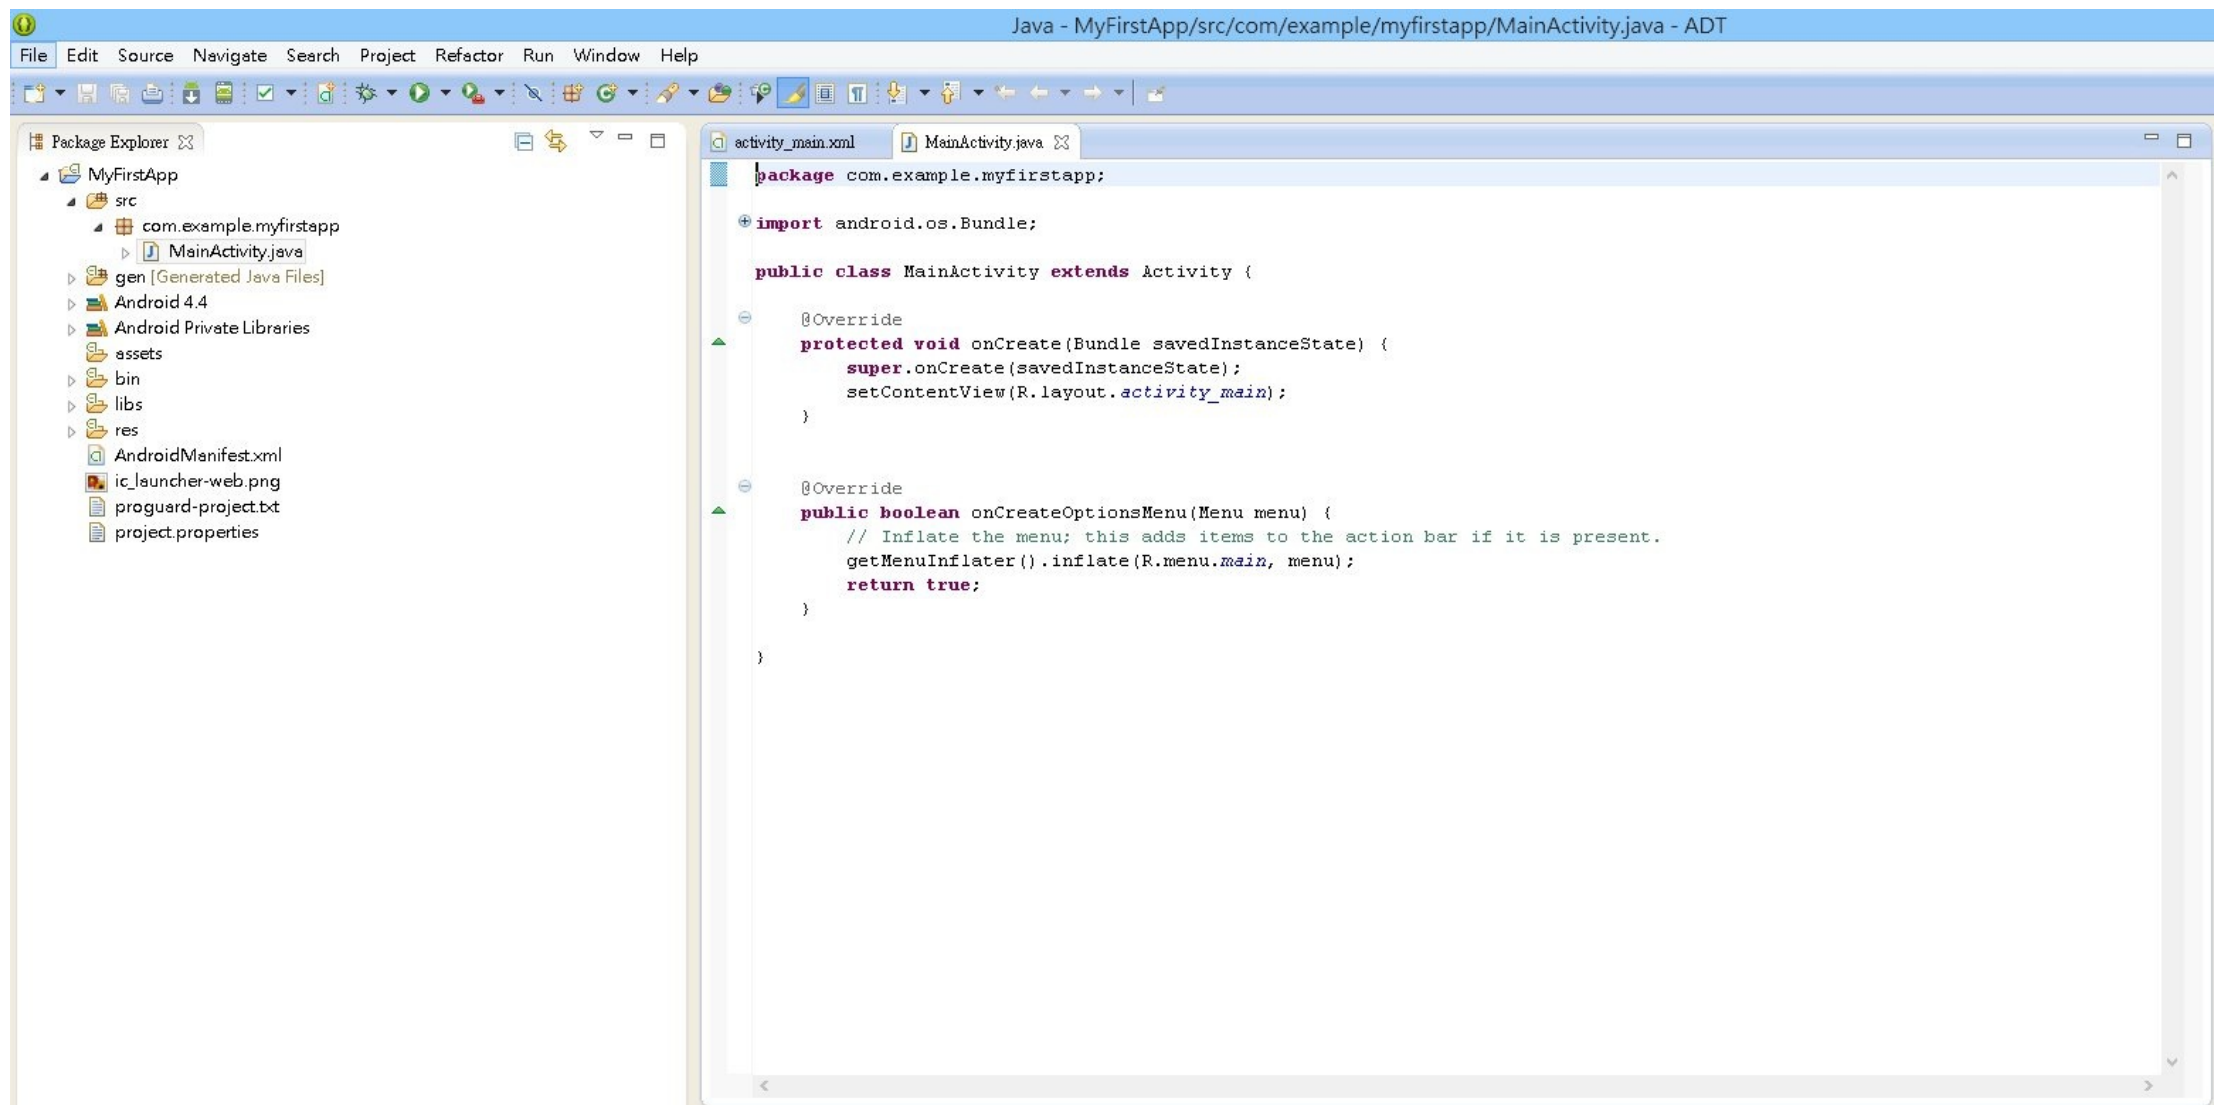 Java - MyFirstApp/src/com/example/myfirstapp/MainActivity.java - ADT
File Edit Source Navigate Search Project Refactor Run Window Help
Package Explorer
MyFirstApp
src
com.example.myfirstapp
MainActivity.java
gen [Generated Java Files]
Android 4.4
Android Private Libraries
assets
bin
libs
res
AndroidManifest.xml
ic_launcher-web.png
proguard-project.txt
project.properties
activity_main.xml MainActivity.java
package com.example.myfirstapp;
import android.os.Bundle;
public class MainActivity extends Activity {
@Override
protected void onCreate(Bundle savedInstanceState) {
super.onCreate(savedInstanceState);
setContentView(R.layout.activity_main);
}
@Override
public boolean onCreateOptionsMenu(Menu menu) {
// Inflate the menu; this adds items to the action bar if it is present.
getMenuInflater().inflate(R.menu.main, menu);
return true;
}
}